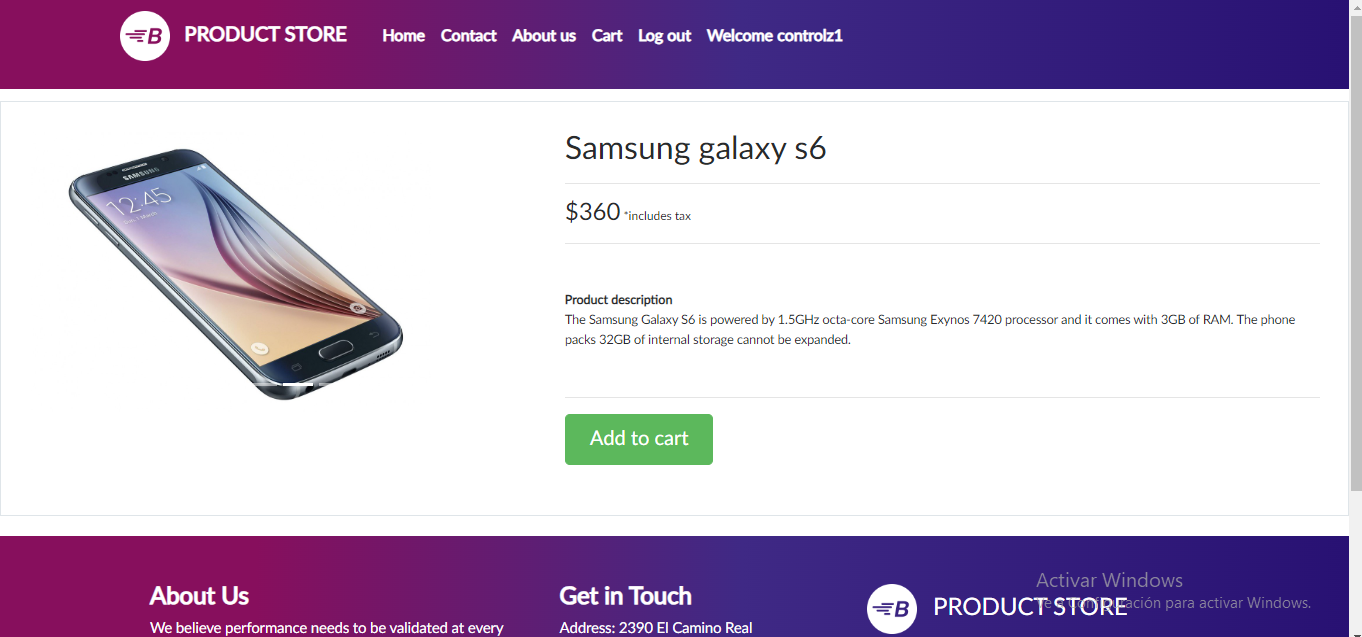 B PRODUCT STORE Home Contact About us Cart Log out Welcome controlz1
SAMSUNG
12:45
Samsung galaxy s6
$360 *includes tax
Product description
The Samsung Galaxy S6 is powered by 1.5GHz octa-core Samsung Exynos 7420 processor and it comes with 3GB of RAM. The phone
packs 32GB of internal storage cannot be expanded.
Add to cart
About Us
We believe performance needs to be validated at every
Get in Touch
Address: 2390 El Camino Real
B PRODUCT STORE
Activar Windows
para activar Windows.